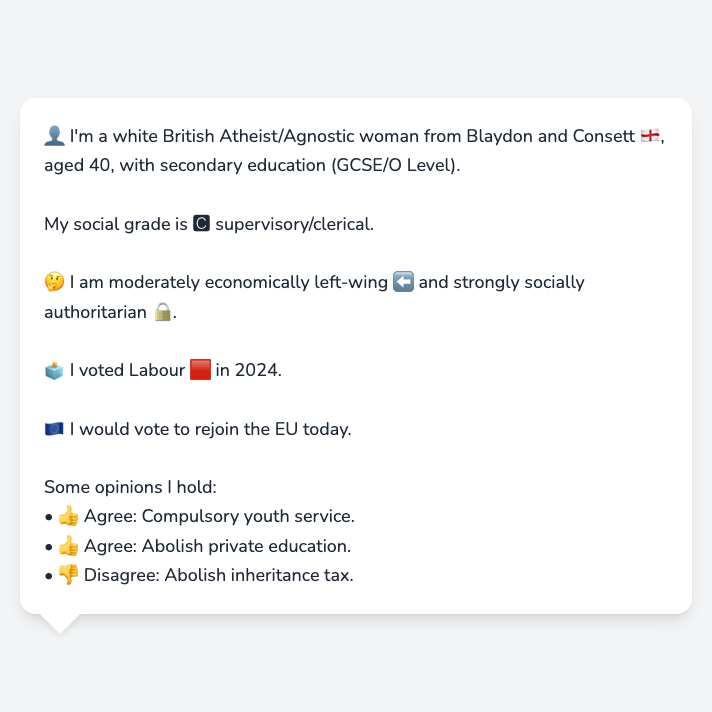 👤 I'm a white British Atheist/Agnostic woman from Blaydon and Consett 🏴󠁧󠁢󠁥󠁮󠁧󠁿,
aged 40, with secondary education (GCSE/O Level).
My social grade is 🅲 supervisory/clerical.
🤔 I am moderately economically left-wing ⬅️ and strongly socially
authoritarian 🔒.
🗳️ I voted Labour 🟥 in 2024.
🇪🇺 I would vote to rejoin the EU today.
Some opinions I hold:
• 👍 Agree: Compulsory youth service.
• 👍 Agree: Abolish private education.
• 👎 Disagree: Abolish inheritance tax.